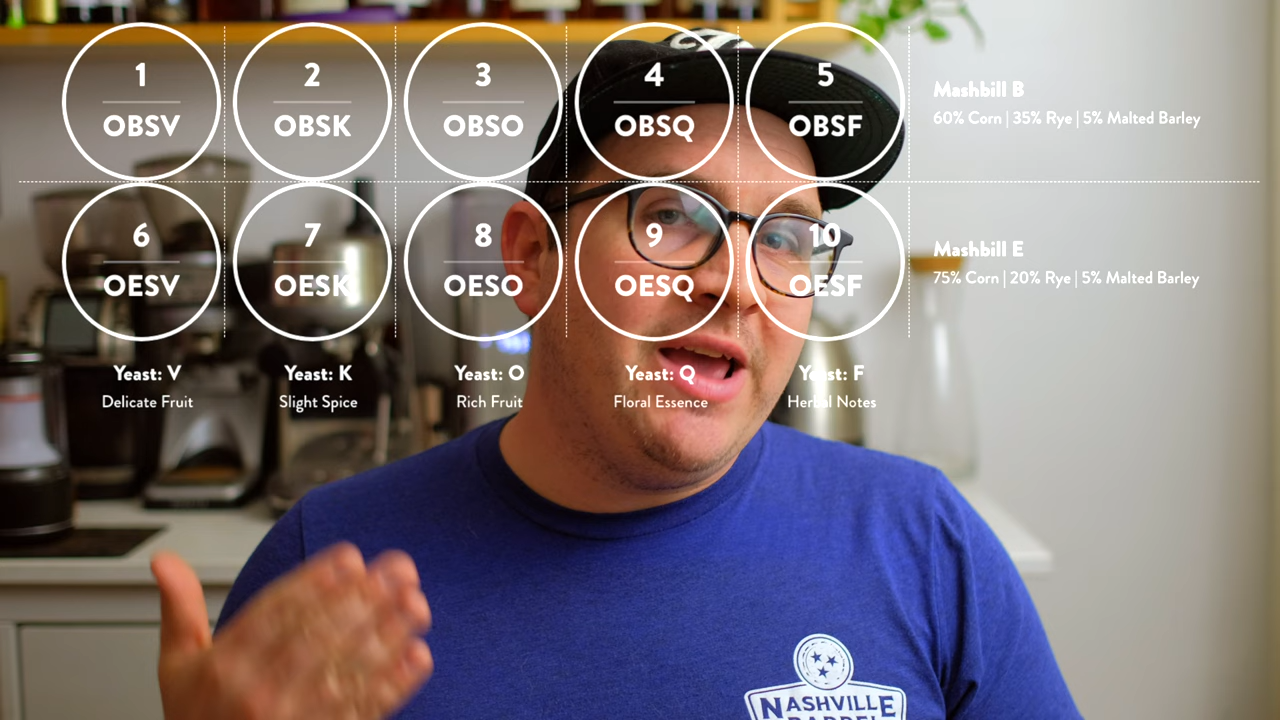 1 2 3 4 5
OBSV OBSK OBSO OBSQ OBSF
Mashbill B
60% Corn | 35% Rye | 5% Malted Barley
6 7 8 9 10
OESV OESK OESO OESQ OESF
Mashbill E
75% Corn | 20% Rye | 5% Malted Barley
Yeast: V Yeast: K Yeast: O Yeast: Q Yeast: F
Delicate Fruit Slight Spice Rich Fruit Floral Essence Herbal Notes
NASHVILLE
BARREL